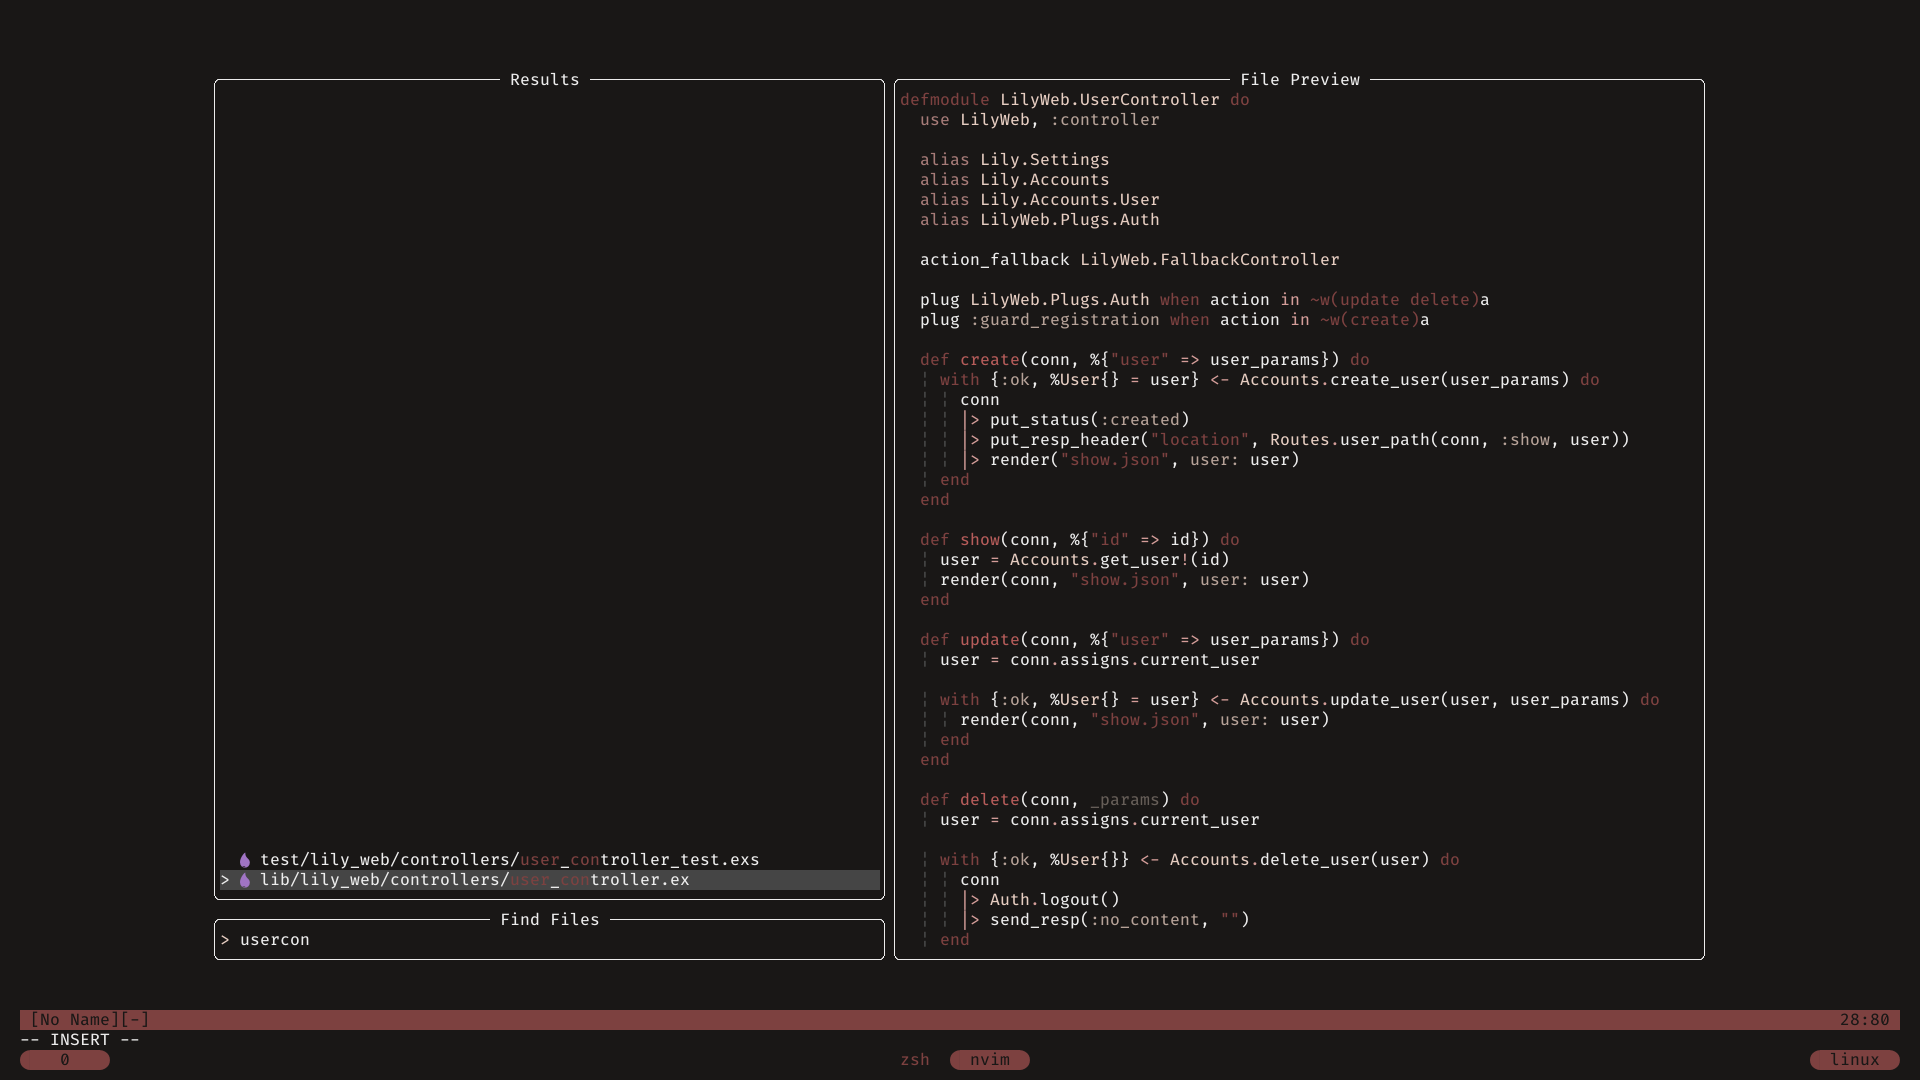 Results
test/lily_web/controllers/user_controller_test.exs
> lib/lily_web/controllers/user_controller.ex
Find Files
> usercon
File Preview
defmodule LilyWeb.UserController do
  use LilyWeb, :controller

  alias Lily.Settings
  alias Lily.Accounts
  alias Lily.Accounts.User
  alias LilyWeb.Plugs.Auth

  action_fallback LilyWeb.FallbackController

  plug LilyWeb.Plugs.Auth when action in ~w(update delete)a
  plug :guard_registration when action in ~w(create)a

  def create(conn, %{"user" => user_params}) do
    with {:ok, %User{} = user} <- Accounts.create_user(user_params) do
      conn
      |> put_status(:created)
      |> put_resp_header("location", Routes.user_path(conn, :show, user))
      |> render("show.json", user: user)
    end
  end

  def show(conn, %{"id" => id}) do
    user = Accounts.get_user!(id)
    render(conn, "show.json", user: user)
  end

  def update(conn, %{"user" => user_params}) do
    user = conn.assigns.current_user

    with {:ok, %User{} = user} <- Accounts.update_user(user, user_params) do
      render(conn, "show.json", user: user)
    end
  end

  def delete(conn, _params) do
    user = conn.assigns.current_user

    with {:ok, %User{}} <- Accounts.delete_user(user) do
      conn
      |> Auth.logout()
      |> send_resp(:no_content, "")
    end
[No Name][-] 28:80
-- INSERT --
0 zsh nvim linux